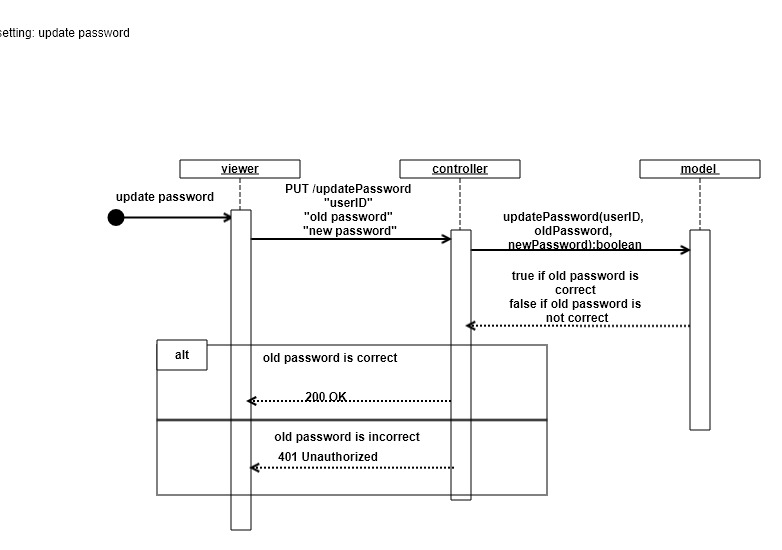 setting: update password
viewer
controller
model
update password
PUT /updatePassword
"userID"
"old password"
"new password"
updatePassword(userID,
oldPassword,
newPassword):boolean
true if old password is
correct
false if old password is
not correct
alt
old password is correct
200 OK
old password is incorrect
401 Unauthorized